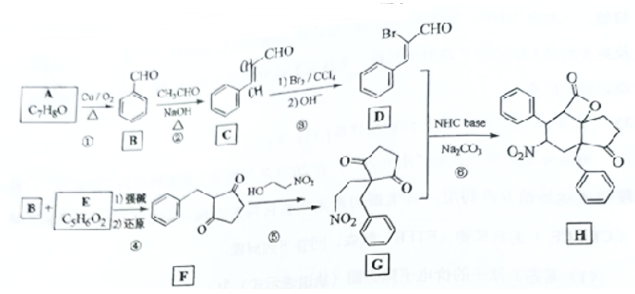 A
C₇H₈O
Cu / O₂
△
①
CHO
B
CH₃CHO
NaOH
△
②
CHO
(H
CH
C
1) Br₂ / CCl₄
2) OH⁻
③
Br
CHO
D
NHC base
Na₂CO₃
⑥
O
O
O₂N
O
H
B +
E
C₅H₆O₂
1) 强碱
2) 还原
④
O
O
F
HO
NO₂
⑤
O
O
NO₂
G